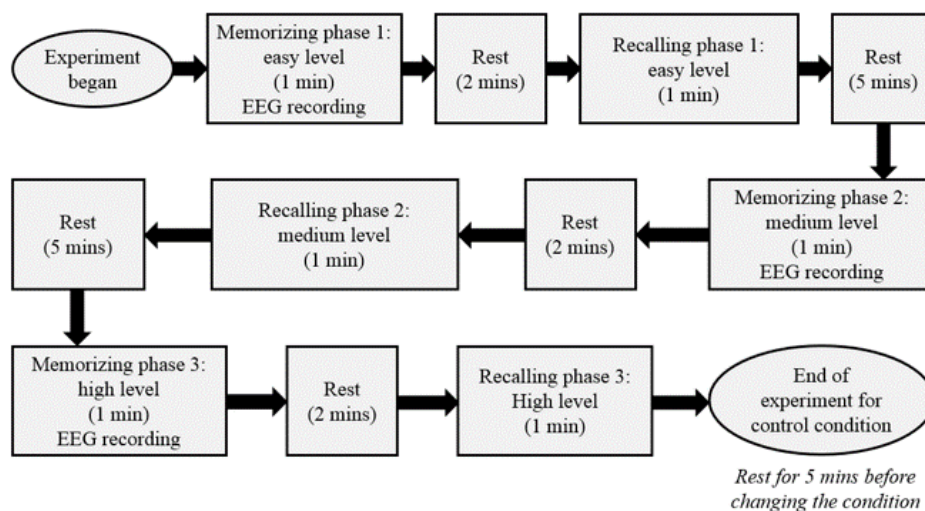 Experiment
began
Memorizing phase 1:
easy level
(1 min)
EEG recording
Rest
(2 mins)
Recalling phase 1:
easy level
(1 min)
Rest
(5 mins)
Memorizing phase 2:
medium level
(1 min)
EEG recording
Rest
(2 mins)
Recalling phase 2:
medium level
(1 min)
Rest
(5 mins)
Memorizing phase 3:
high level
(1 min)
EEG recording
Rest
(2 mins)
Recalling phase 3:
High level
(1 min)
End of
experiment for
control condition
Rest for 5 mins before
changing the condition